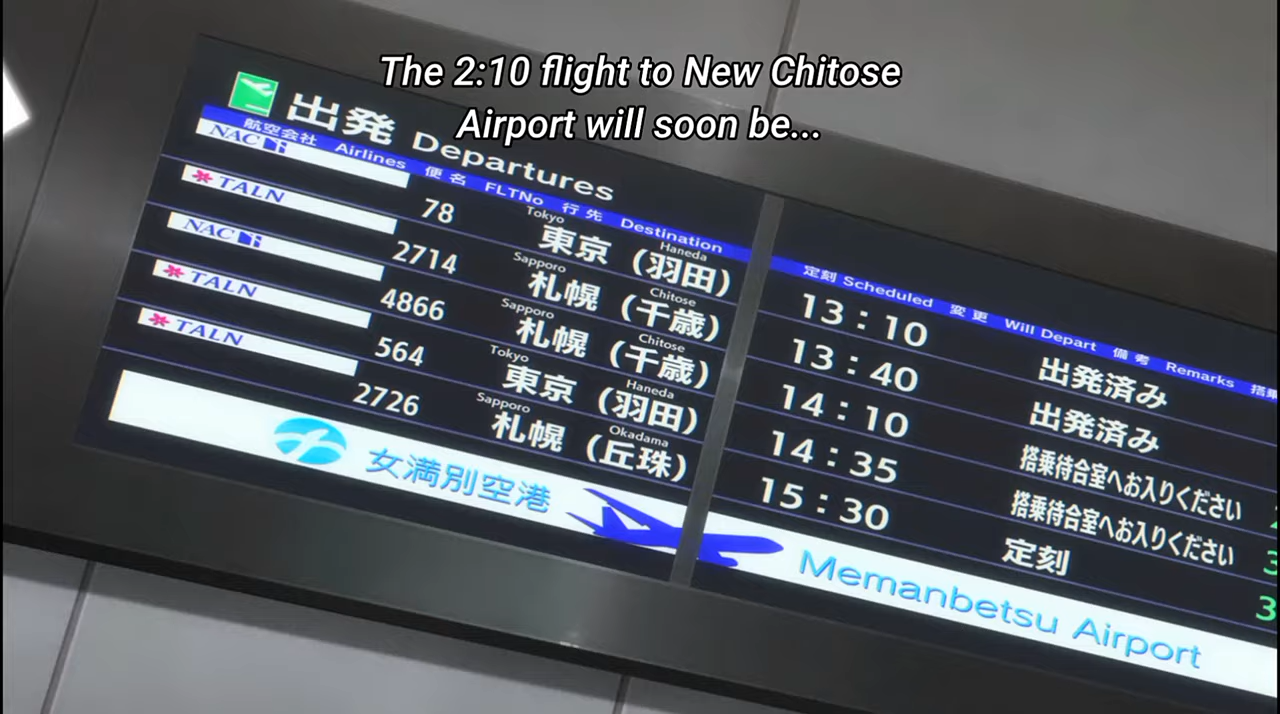 The 2:10 flight to New Chitose
Airport will soon be...
出発 Departures
航空会社 Airlines 便名 FLTNo 行先 Destination 定刻 Scheduled 変更 Will Depart 備考 Remarks 搭乗
Tokyo Haneda
NAC 78 東京(羽田) 13:10 出発済み
Sapporo Chitose
TALN 2714 札幌(千歳) 13:40 出発済み
Sapporo Chitose
NAC 4866 札幌(千歳) 14:10 搭乗待合室へお入りください
Tokyo Haneda
TALN 564 東京(羽田) 14:35 搭乗待合室へお入りください 3
Sapporo Okadama
TALN 2726 札幌(丘珠) 15:30 定刻 3
女満別空港 Memanbetsu Airport